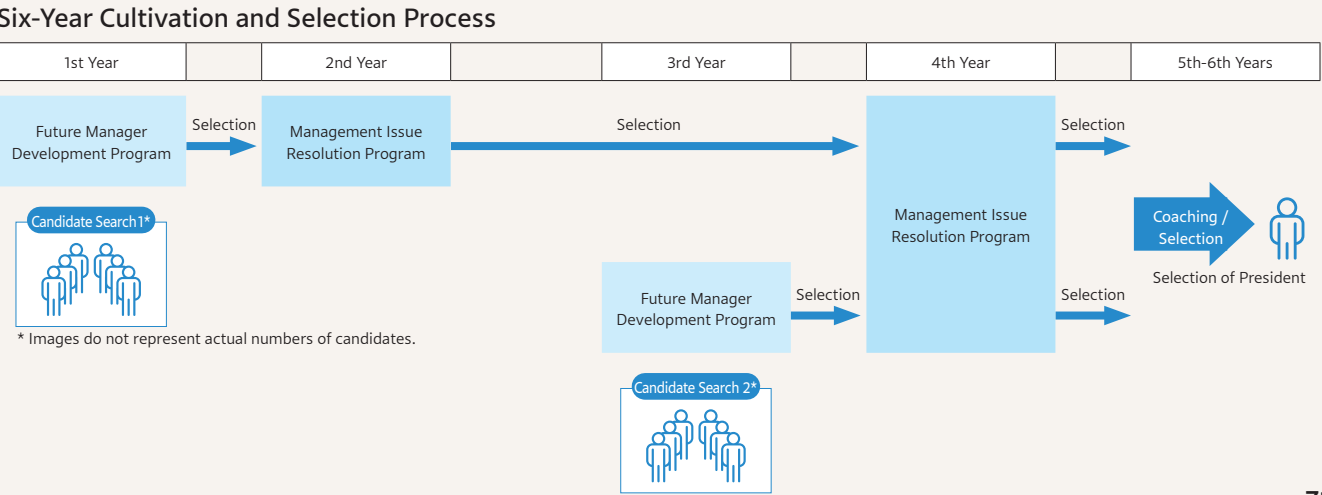 Six-Year Cultivation and Selection Process
1st Year
2nd Year
3rd Year
4th Year
5th-6th Years
Future Manager
Development Program
Selection
Management Issue
Resolution Program
Selection
Management Issue
Resolution Program
Selection
Candidate Search1*
* Images do not represent actual numbers of candidates.
Future Manager
Development Program
Selection
Candidate Search 2*
Selection
Coaching /
Selection
Selection of President